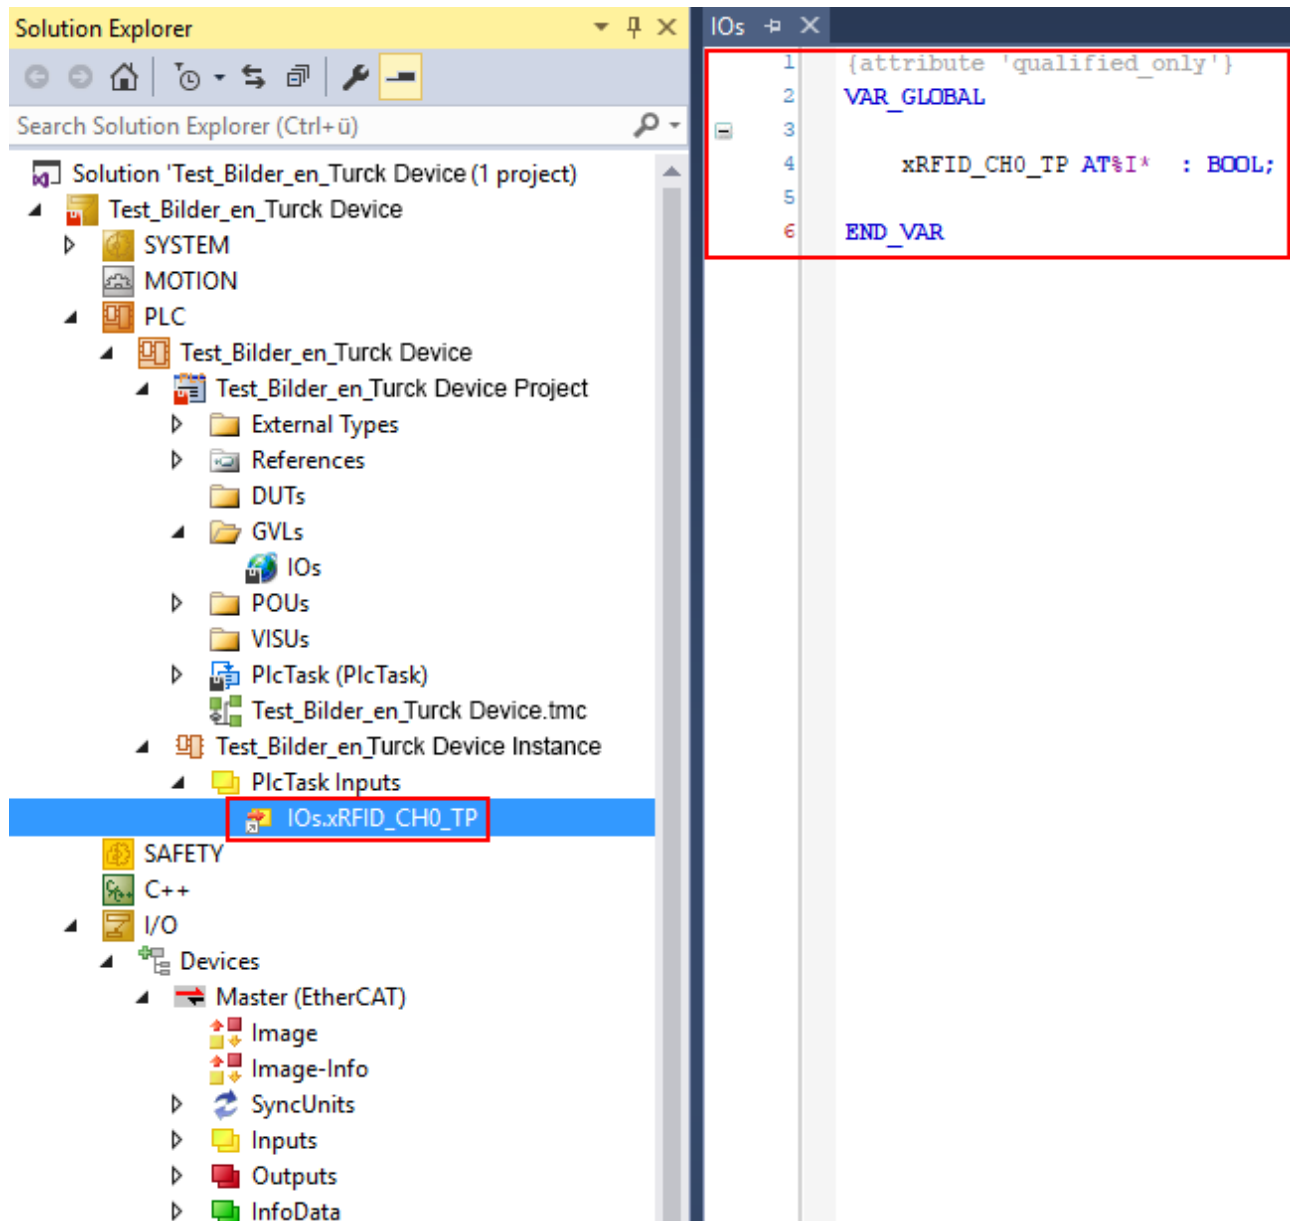 Solution Explorer
Search Solution Explorer (Ctrl+ü)
Solution 'Test_Bilder_en_Turck Device (1 project)
Test_Bilder_en_Turck Device
SYSTEM
MOTION
PLC
Test_Bilder_en_Turck Device
Test_Bilder_en_Turck Device Project
External Types
References
DUTs
GVLs
IOs
POUs
VISUs
PlcTask (PlcTask)
Test_Bilder_en_Turck Device.tmc
Test_Bilder_en_Turck Device Instance
PlcTask Inputs
IOs.xRFID_CH0_TP
SAFETY
C++
I/O
Devices
Master (EtherCAT)
Image
Image-Info
SyncUnits
Inputs
Outputs
InfoData
IOs
1 {attribute 'qualified_only'}
2 VAR_GLOBAL
3
4 xRFID_CH0_TP AT%I* : BOOL;
5
6 END_VAR